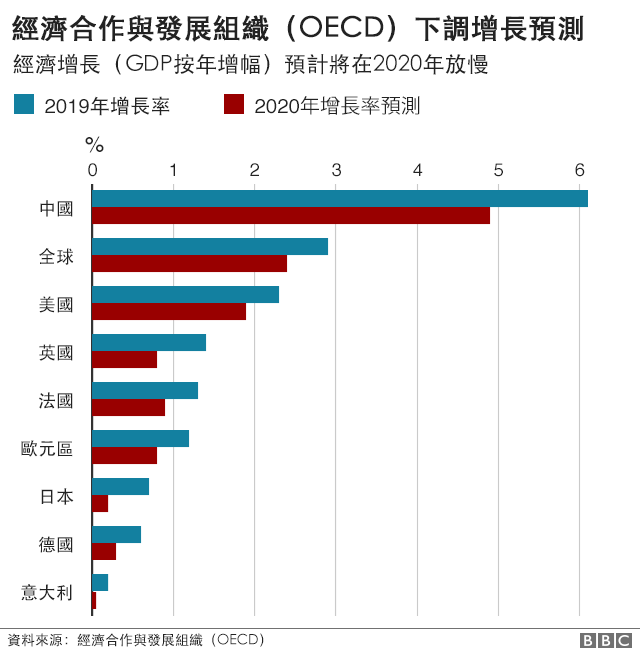 經濟合作與發展組織（OECD）下調增長預測
經濟增長（GDP按年增幅）預計將在2020年放慢
2019年增長率 2020年增長率預測
%
0 1 2 3 4 5 6
中國
全球
美國
英國
法國
歐元區
日本
德國
意大利
資料來源：經濟合作與發展組織（OECD） BBC